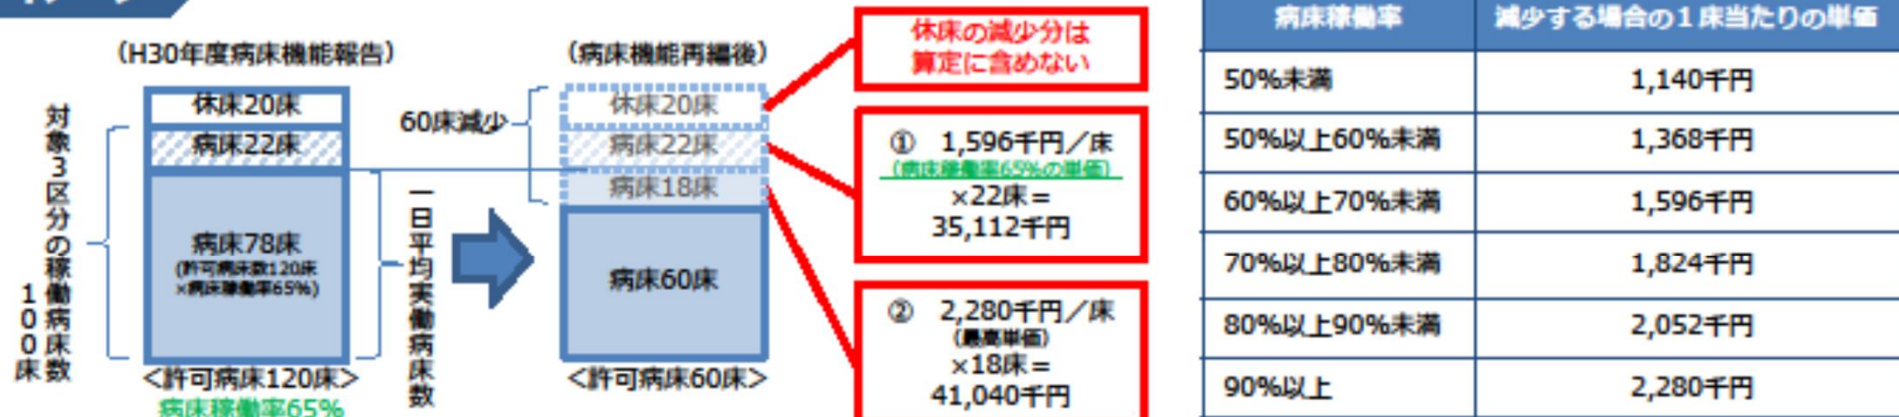 (H30年度病床機能報告)
休床20床
病床22床
病床78床
(許可病床数120床
×病床稼働率65%)
<許可病床120床>
病床稼働率65%
対象3区分の稼働病床数
100床
一日平均実働病床数
(病床機能再編後)
60床減少
休床20床
病床22床
病床18床
病床60床
<許可病床60床>
休床の減少分は
算定に含めない
① 1,596千円/床
(病床稼働率65%の単価)
×22床=
35,112千円
② 2,280千円/床
(最高単価)
×18床=
41,040千円
病床稼働率 減少する場合の1床当たりの単価
50%未満 1,140千円
50%以上60%未満 1,368千円
60%以上70%未満 1,596千円
70%以上80%未満 1,824千円
80%以上90%未満 2,052千円
90%以上 2,280千円